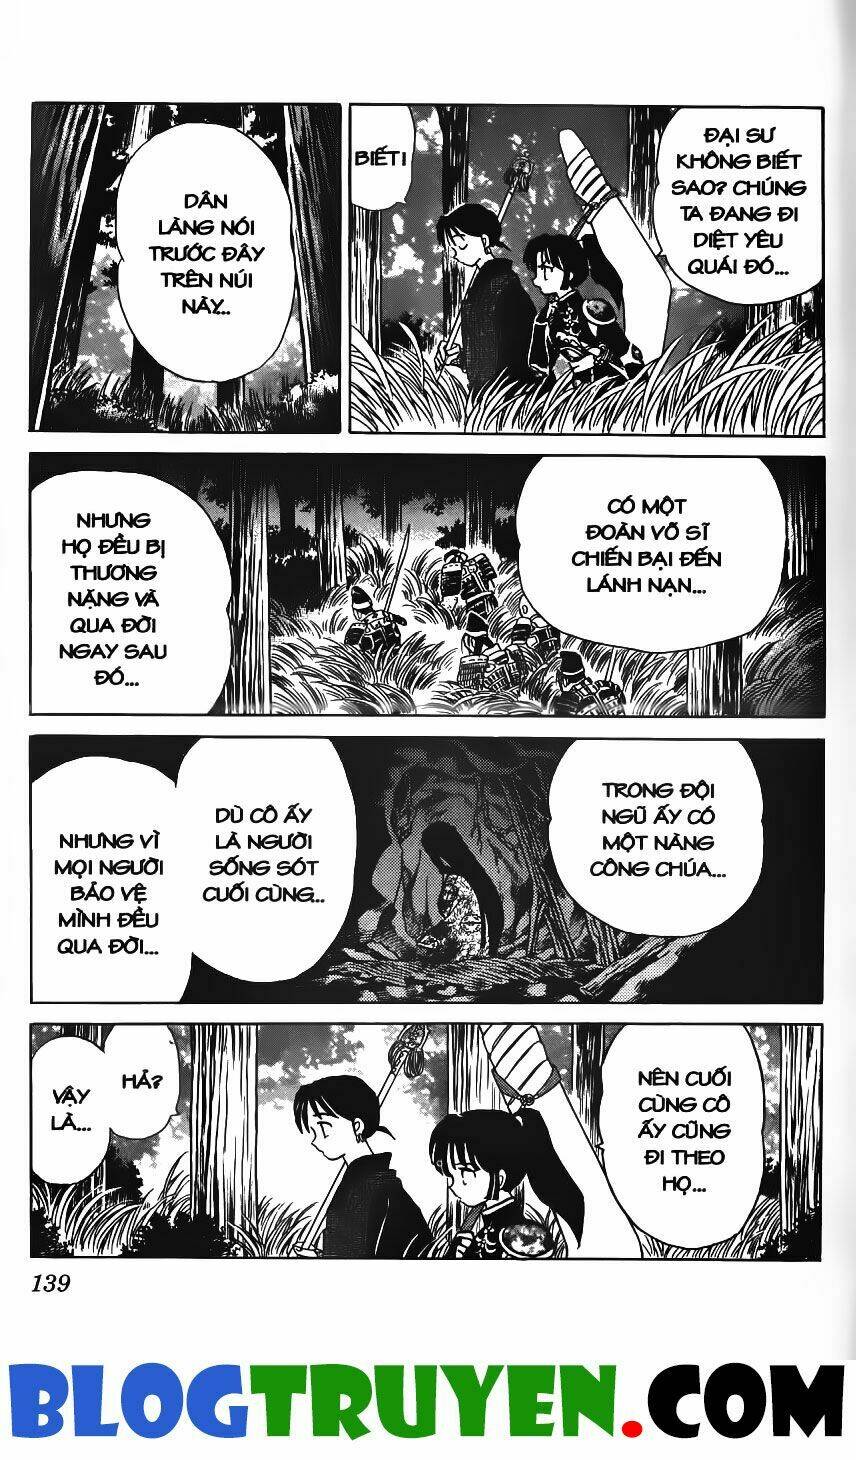 ĐẠI SƯ
KHÔNG BIẾT
SAO? CHÚNG
TA ĐANG ĐI
DIỆT YÊU
QUÁI ĐÓ...
BIẾT!
DÂN
LÀNG NÓI
TRƯỚC ĐÂY
TRÊN NÚI
NÀY...
CÓ MỘT
ĐOÀN VÕ SĨ
CHIẾN BẠI ĐẾN
LÁNH NẠN...
NHƯNG
HỌ ĐỀU BỊ
THƯƠNG
NẶNG VÀ
QUA ĐỜI
NGAY SAU
ĐÓ...
TRONG ĐỘI
NGŨ ẤY CÓ
MỘT NÀNG
CÔNG CHÚA...
DÙ CÔ ẤY
LÀ NGƯỜI
SỐNG SÓT
CUỐI CÙNG...
NHƯNG VÌ
MỌI NGƯỜI
BẢO VỆ
MÌNH ĐỀU
QUA ĐỜI...
NÊN CUỐI
CÙNG CÔ
ẤY CŨNG
ĐI THEO
HỌ...
HẢ?
VẬY
LÀ...
139
BLOGTRUYEN.COM